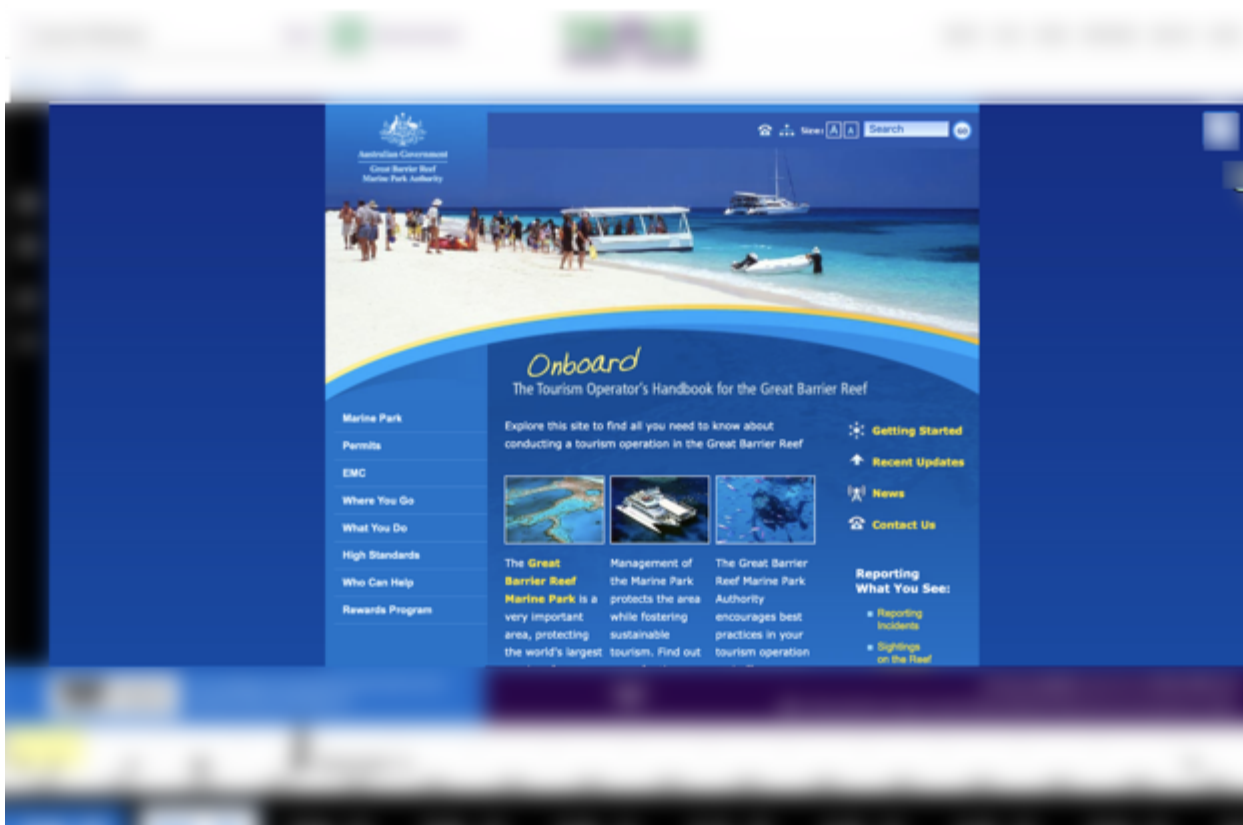 Australian Government
Great Barrier Reef
Marine Park Authority
Size: A A Search GO
Onboard
The Tourism Operator's Handbook for the Great Barrier Reef
Marine Park
Permits
EMC
Where You Go
What You Do
High Standards
Who Can Help
Rewards Program
Explore this site to find all you need to know about
conducting a tourism operation in the Great Barrier Reef
The Great
Barrier Reef
Marine Park is a
very important
area, protecting
the world's largest
Management of
the Marine Park
protects the area
while fostering
sustainable
tourism. Find out
The Great Barrier
Reef Marine Park
Authority
encourages best
practices in your
tourism operation
Getting Started
Recent Updates
News
Contact Us
Reporting
What You See:
Reporting
Incidents
Sightings
on the Reef